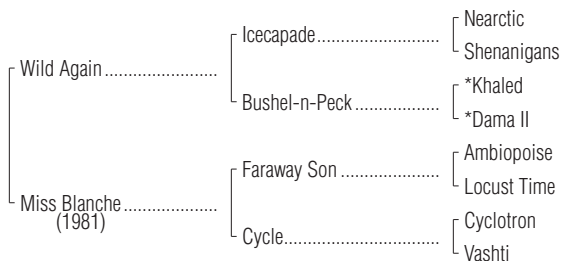 Nearctic
Icecapade
Shenanigans
Wild Again
*Khaled
Bushel-n-Peck
*Dama II
Ambiopoise
Faraway Son
Locust Time
Miss Blanche
(1981)
Cyclotron
Cycle
Vashti